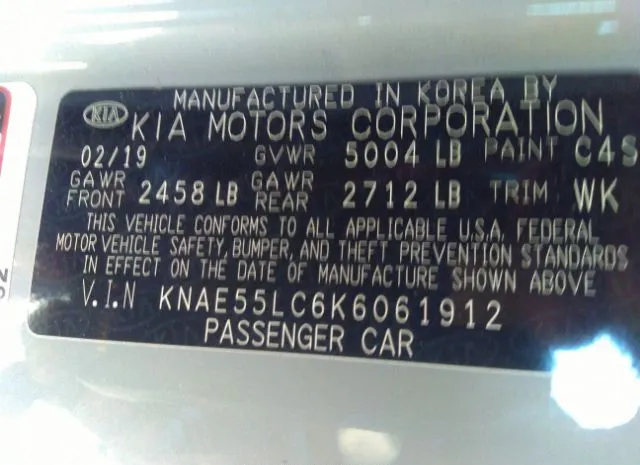 MANUFACTURED IN KOREA BY
KIA KIA MOTORS CORPORATION
02/19 GVWR 5004 LB PAINT C4S
GAWR FRONT 2458 LB GAWR REAR 2712 LB TRIM WK
THIS VEHICLE CONFORMS TO ALL APPLICABLE U.S.A, FEDERAL
MOTOR VEHICLE SAFETY, BUMPER, AND THEFT PREVENTION STANDARDS
IN EFFECT ON THE DATE OF MANUFACTURE SHOWN ABOVE
V.I.N KNAE55LC6K6061912
PASSENGER CAR